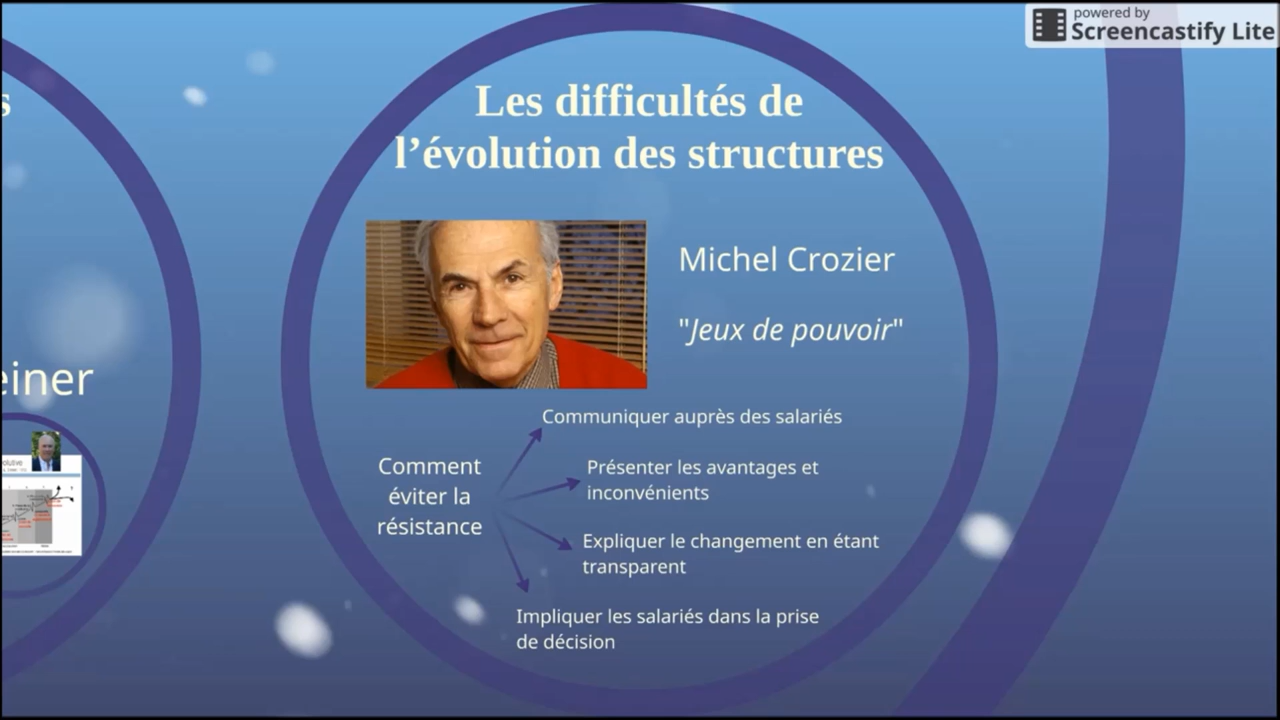 powered by
Screencastify Lite
s
Les difficultés de
l’évolution des structures
Michel Crozier
"Jeux de pouvoir"
einer
Communiquer auprès des salariés
Comment
éviter la
résistance
Présenter les avantages et
inconvénients
Expliquer le changement en étant
transparent
Impliquer les salariés dans la prise
de décision